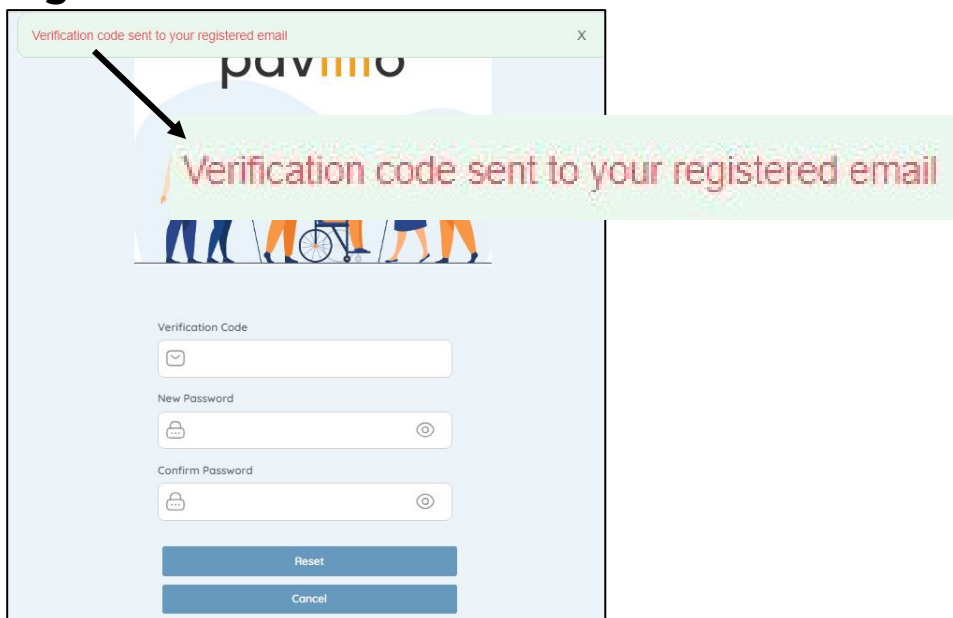 Verification code sent to your registered email X
pavillio
Verification code sent to your registered email
Verification Code
New Password
Confirm Password
Reset
Cancel